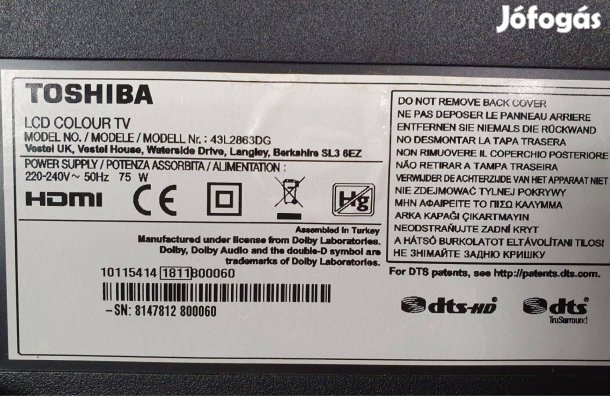 Jófogás
TOSHIBA
LCD COLOUR TV
MODEL NO. / MODELE / MODELL Nr. : 43L2863DG
Vestel UK, Vestel House, Waterside Drive, Langley, Berkshire SL3 6EZ
POWER SUPPLY / POTENZA ASSORBITA / ALIMENTATION :
220-240V~ 50Hz 75 W
HDMI CE Hg
Assembled in Turkey
Manufactured under license from Dolby Laboratories.
Dolby, Dolby Audio and the double-D symbol are
trademarks of Dolby Laboratories.
10115414 1811 800060
-SN: 8147812 800060
DO NOT REMOVE BACK COVER
NE PAS DEPOSER LE PANNEAU ARRIERE
ENTFERNEN SIE NIEMALS DIE RÜCKWAND
NO DESMONTAR LA TAPA TRASERA
NON RIMUOVERE IL COPERCHIO POSTERIORE
NÃO RETIRAR A TAMPA TRASEIRA
VERWIJDER DE ACHTERZIJDE VAN HET APPARAAT NIET
NIE ZDEJMOWAĆ TYLNEJ POKRYWY
ΜΗΝ ΑΦΑΙΡΕΙΤΕ ΤΟ ΠΙΣΩ ΚΑΛΥΜΜΑ
ARKA KAPAĞI ÇIKARTMAYIN
NEODSTRAŇUJTE ZADNÍ KRYT
A HÁTSÓ BURKOLATOT ELTÁVOLÍTANI TILOS!
НЕ ЗНІМАЙТЕ ЗАДНЮ КРИШКУ
For DTS patents, see http://patents.dts.com.
dts-HD dts
TruSurround